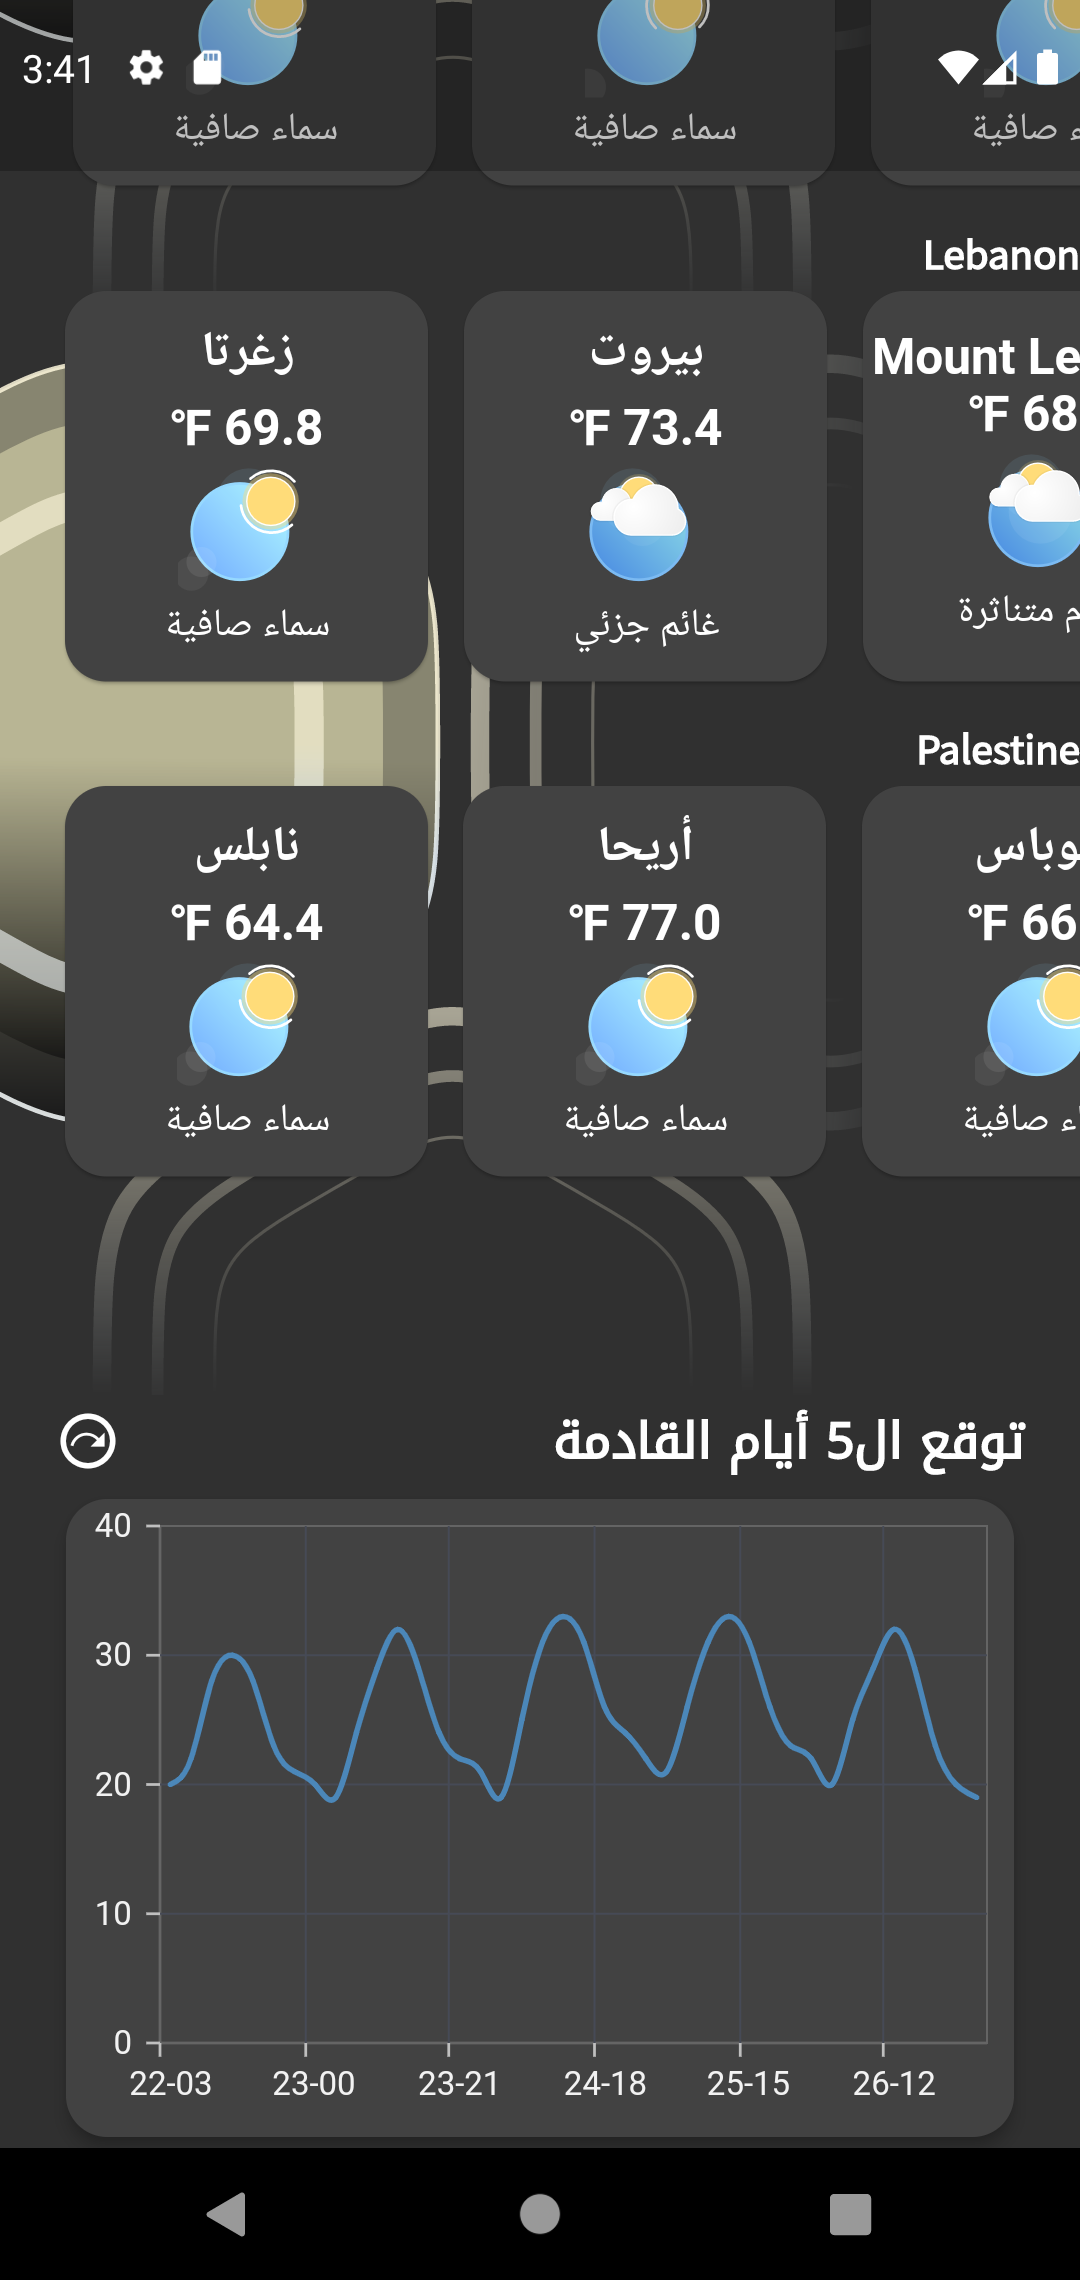 3:41
سماء صافية
سماء صافية
صافية
Lebanon
زغرتا
بيروت
Mount Le
°F 69.8
°F 73.4
°F 68
سماء صافية
غائم جزئي
متناثرة
Palestine
نابلس
أريحا
وباس
°F 64.4
°F 77.0
°F 66
سماء صافية
سماء صافية
صافية
توقع ال5 أيام القادمة
40
30
20
10
0
22-03 23-00 23-21 24-18 25-15 26-12